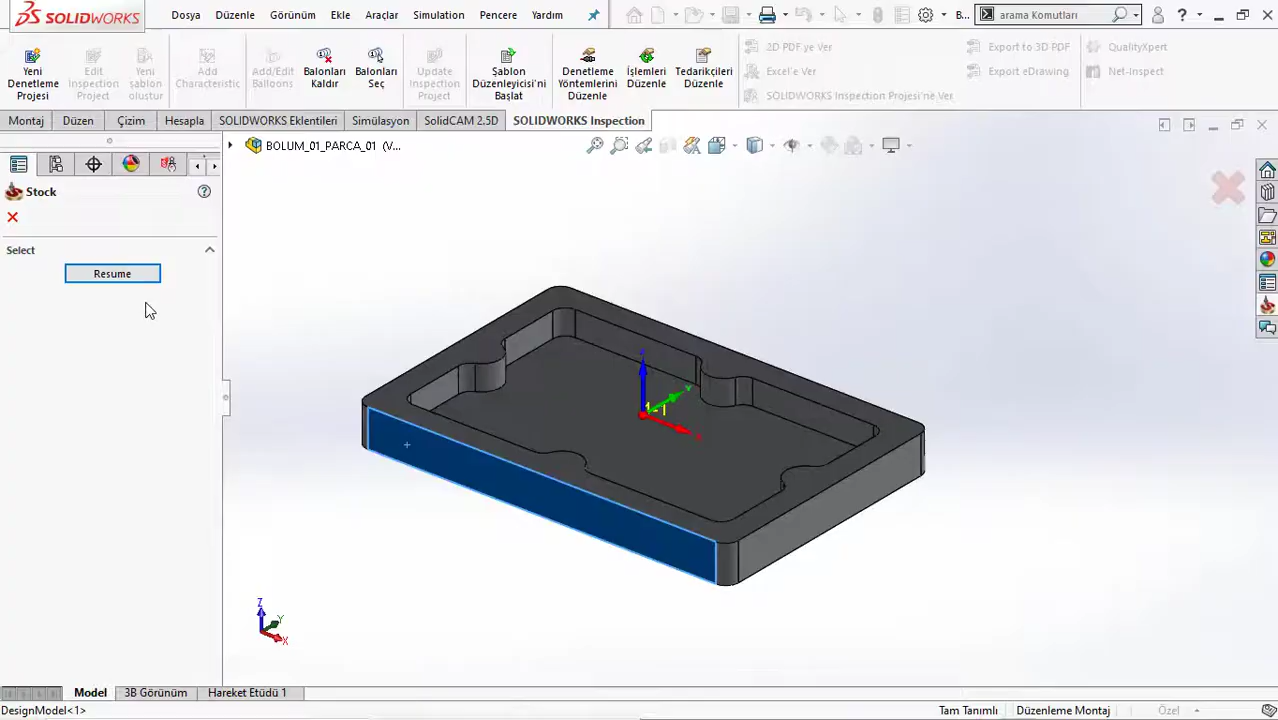 SOLIDWORKS
Dosya Düzenle Görünüm Ekle Araçlar Simulation Pencere Yardım
B...
arama Komutları
?
Yeni Denetleme Projesi
Edit Inspection Project
Yeni şablon oluştur
Add Characteristic
Add/Edit Balloons
Balonları Kaldır
Balonları Seç
Update Inspection Project
Şablon Düzenleyicisi'ni Başlat
Denetleme Yöntemlerini Düzenle
İşlemleri Düzenle
Tedarikçileri Düzenle
2D PDF ye Ver
Excel'e Ver
SOLIDWORKS Inspection Projesi'ne Ver
Export to 3D PDF
Export eDrawing
QualityXpert
Net-Inspect
Montaj Düzen Çizim Hesapla SOLIDWORKS Eklentileri Simülasyon SolidCAM 2.5D SOLIDWORKS Inspection
BOLUM_01_PARCA_01 (V...
Stock
?
Select
Resume
Z
Y
X
Model 3B Görünüm Hareket Etüdü 1
DesignModel<1>
Tam Tanımlı Düzenleme Montaj Özel